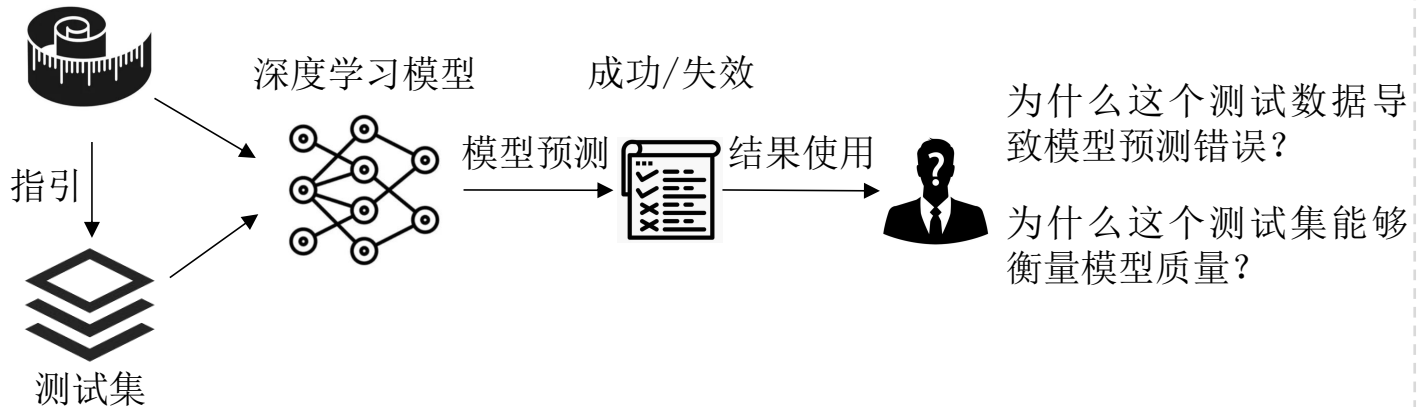 深度学习模型
成功/失效
指引
模型预测
结果使用
为什么这个测试数据导
致模型预测错误？
为什么这个测试集能够
衡量模型质量？
?
测试集